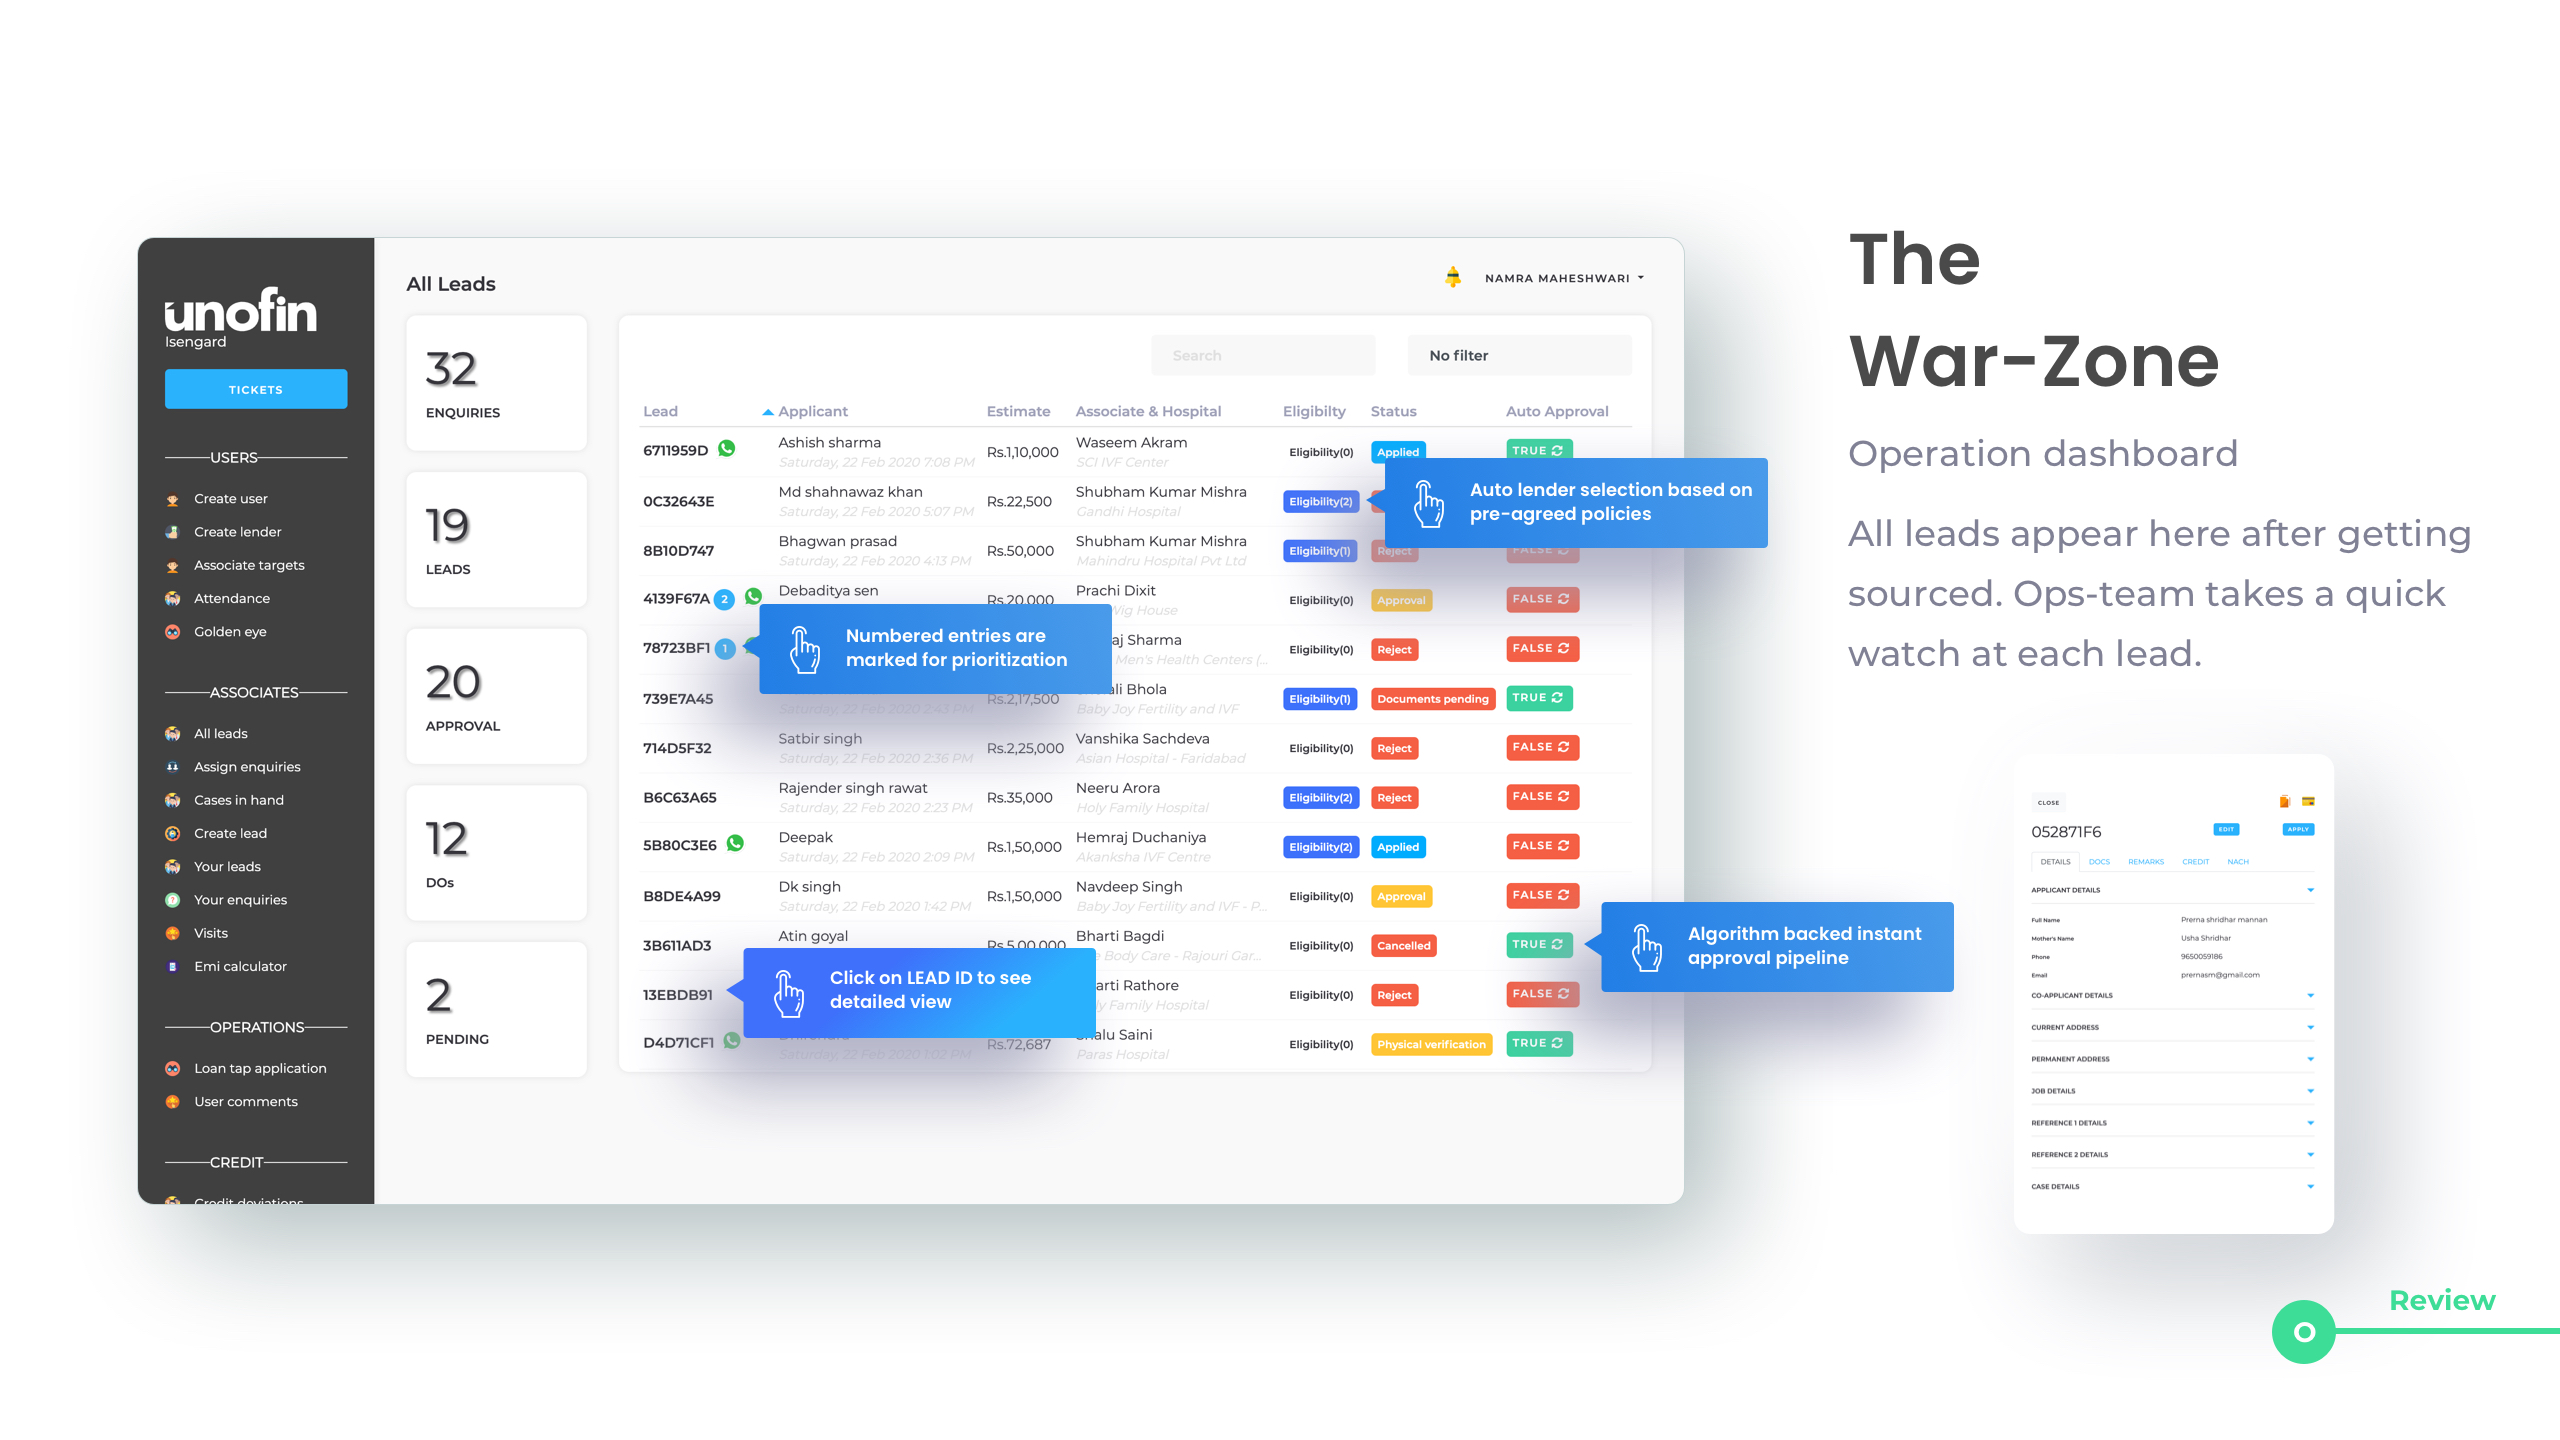 unofin
Isengard
TICKETS
USERS
Create user
Create lender
Associate targets
Attendance
Golden eye
ASSOCIATES
All leads
Assign enquiries
Cases in hand
Create lead
Your leads
Your enquiries
Visits
Emi calculator
OPERATIONS
Loan tap application
User comments
CREDIT
Credit deviations
All Leads
NAMRA MAHESHWARI
32
ENQUIRIES
19
LEADS
20
APPROVAL
12
DOs
2
PENDING
Search
No filter
Lead Applicant Estimate Associate & Hospital Eligibilty Status Auto Approval
6711959D Ashish sharma Rs.1,10,000 Waseem Akram Eligibility(0) Applied TRUE
Saturday, 22 Feb 2020 7:08 PM SCI IVF Center
0C32643E Md shahnawaz khan Rs.22,500 Shubham Kumar Mishra Eligibility(2)
Saturday, 22 Feb 2020 5:07 PM Gandhi Hospital
Auto lender selection based on
pre-agreed policies
8B10D747 Bhagwan prasad Rs.50,000 Shubham Kumar Mishra Eligibility(1) Reject FALSE
Saturday, 22 Feb 2020 4:13 PM Mahindru Hospital Pvt Ltd
4139F67A 2 Debaditya sen Rs.20,000 Prachi Dixit Eligibility(0) Approval FALSE
Wig House
78723BF1 1 aj Sharma Eligibility(0) Reject FALSE
Men's Health Centers (...
Numbered entries are
marked for prioritization
739E7A45 Rs.2,17,500 ali Bhola Eligibility(1) Documents pending TRUE
Saturday, 22 Feb 2020 2:43 PM Baby Joy Fertility and IVF
714D5F32 Satbir singh Rs.2,25,000 Vanshika Sachdeva Eligibility(0) Reject FALSE
Saturday, 22 Feb 2020 2:36 PM Asian Hospital - Faridabad
B6C63A65 Rajender singh rawat Rs.35,000 Neeru Arora Eligibility(2) Reject FALSE
Saturday, 22 Feb 2020 2:23 PM Holy Family Hospital
5B80C3E6 Deepak Rs.1,50,000 Hemraj Duchaniya Eligibility(2) Applied FALSE
Saturday, 22 Feb 2020 2:09 PM Akanksha IVF Centre
B8DE4A99 Dk singh Rs.1,50,000 Navdeep Singh Eligibility(0) Approval FALSE
Saturday, 22 Feb 2020 1:42 PM Baby Joy Fertility and IVF - P...
3B611AD3 Atin goyal Rs.5,00,000 Bharti Bagdi Eligibility(0) Cancelled TRUE
e Body Care - Rajouri Gar...
Algorithm backed instant
approval pipeline
13EBDB91 arti Rathore Eligibility(0) Reject FALSE
ly Family Hospital
Click on LEAD ID to see
detailed view
D4D71CF1 Rs.72,687 alu Saini Eligibility(0) Physical verification TRUE
Saturday, 22 Feb 2020 1:02 PM Paras Hospital
The
War-Zone
Operation dashboard
All leads appear here after getting
sourced. Ops-team takes a quick
watch at each lead.
CLOSE
052871F6 EDIT APPLY
DETAILS DOCS REMARKS CREDIT NACH
APPLICANT DETAILS
Full Name Prerna shridhar mannan
Mother's Name Usha Shridhar
Phone 9650059186
Email prernasm@gmail.com
CO-APPLICANT DETAILS
CURRENT ADDRESS
PERMANENT ADDRESS
JOB DETAILS
REFERENCE 1 DETAILS
REFERENCE 2 DETAILS
CASE DETAILS
Review